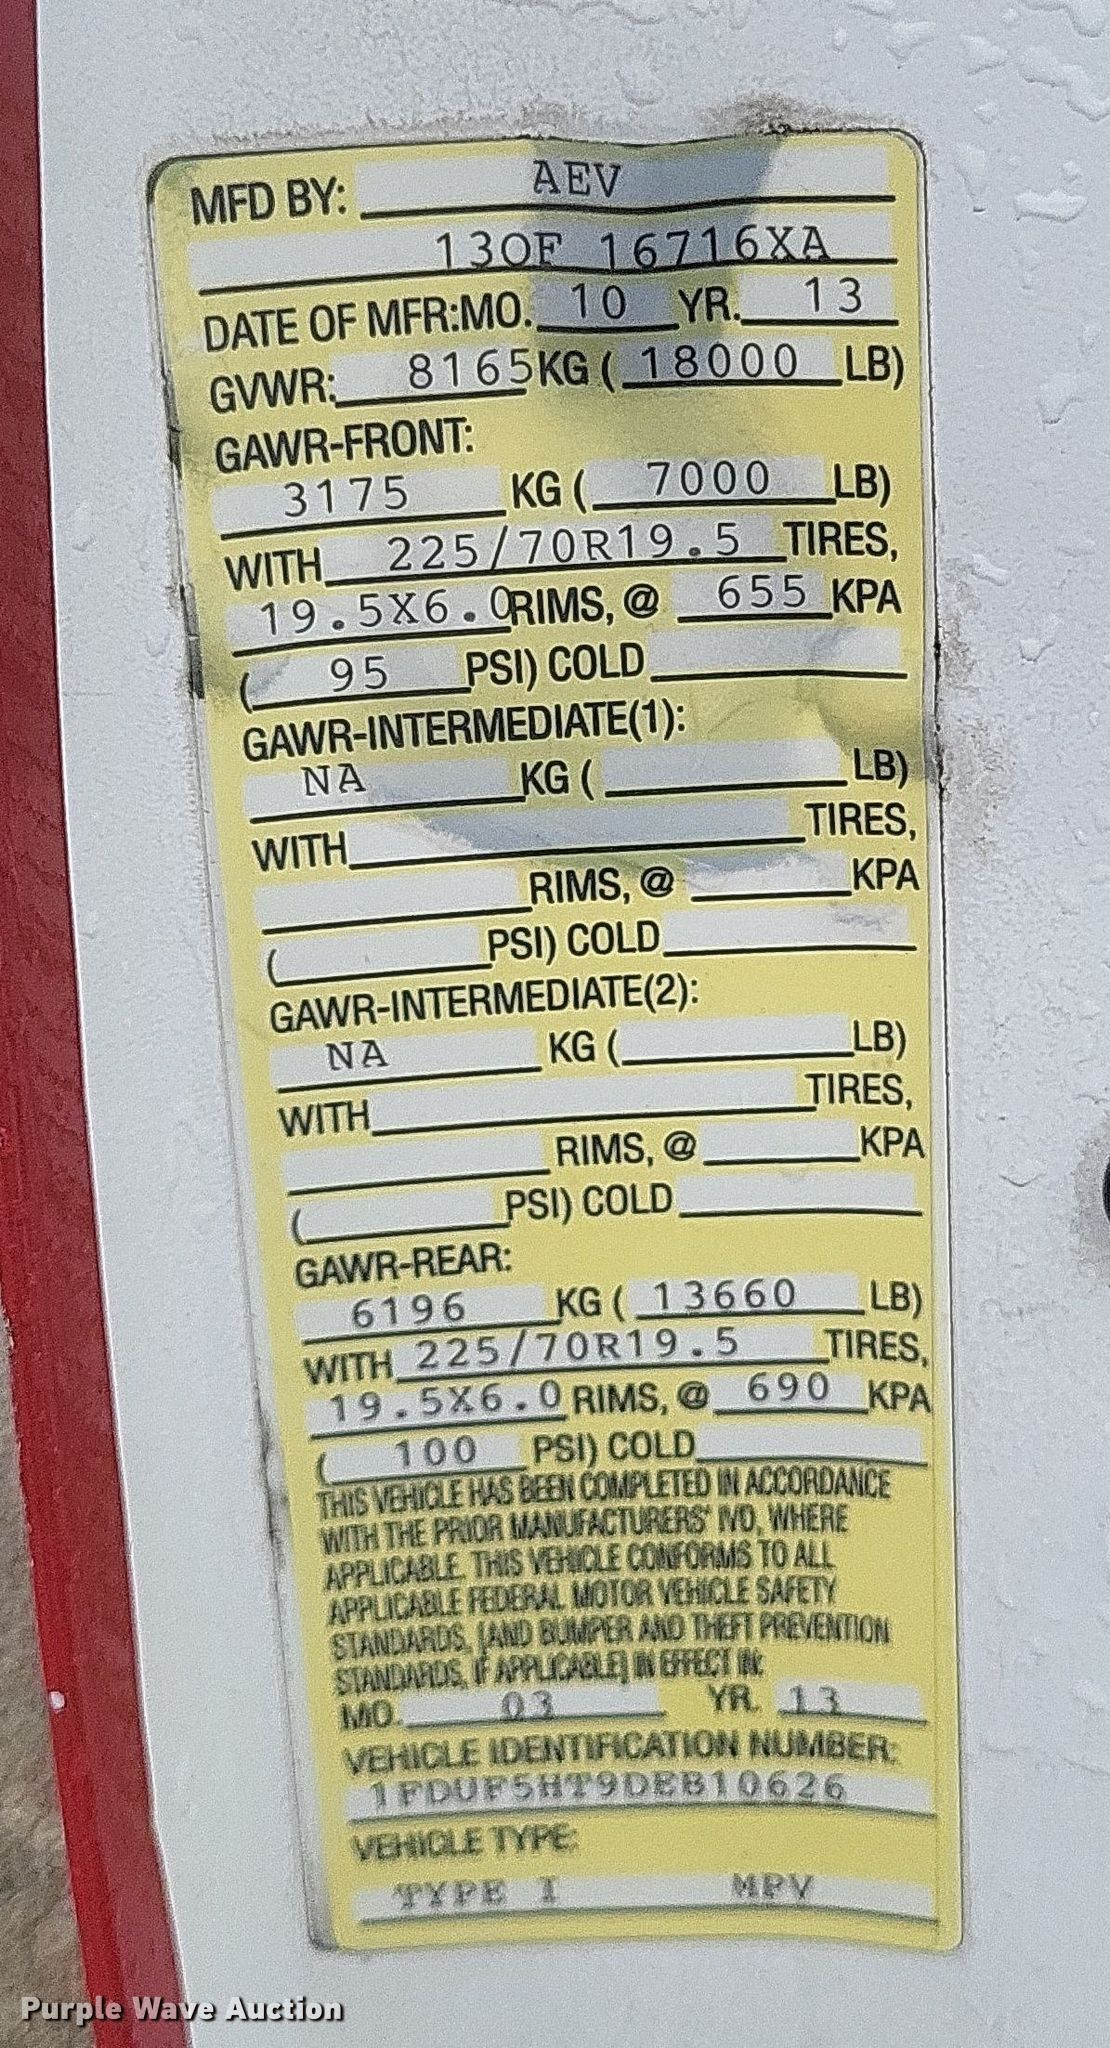 MFD BY: AEV
13OF 16716XA
DATE OF MFR:MO. 10 YR. 13
GVWR: 8165 KG ( 18000 LB)
GAWR-FRONT:
3175 KG ( 7000 LB)
WITH 225/70R19.5 TIRES,
19.5X6.0 RIMS, @ 655 KPA
( 95 PSI) COLD
GAWR-INTERMEDIATE(1):
NA KG ( LB)
WITH TIRES,
RIMS, @ KPA
( PSI) COLD
GAWR-INTERMEDIATE(2):
NA KG ( LB)
WITH TIRES,
RIMS, @ KPA
( PSI) COLD
GAWR-REAR:
6196 KG ( 13660 LB)
WITH 225/70R19.5 TIRES,
19.5X6.0 RIMS, @ 690 KPA
( 100 PSI) COLD
THIS VEHICLE HAS BEEN COMPLETED IN ACCORDANCE
WITH THE PRIOR MANUFACTURERS' IVD, WHERE
APPLICABLE. THIS VEHICLE CONFORMS TO ALL
APPLICABLE FEDERAL MOTOR VEHICLE SAFETY
STANDARDS, [AND BUMPER AND THEFT PREVENTION
STANDARDS, IF APPLICABLE] IN EFFECT IN:
MO. 03 YR. 13
VEHICLE IDENTIFICATION NUMBER:
1FDUF5HT9DEB10626
VEHICLE TYPE:
TYPE I MPV
Purple Wave Auction